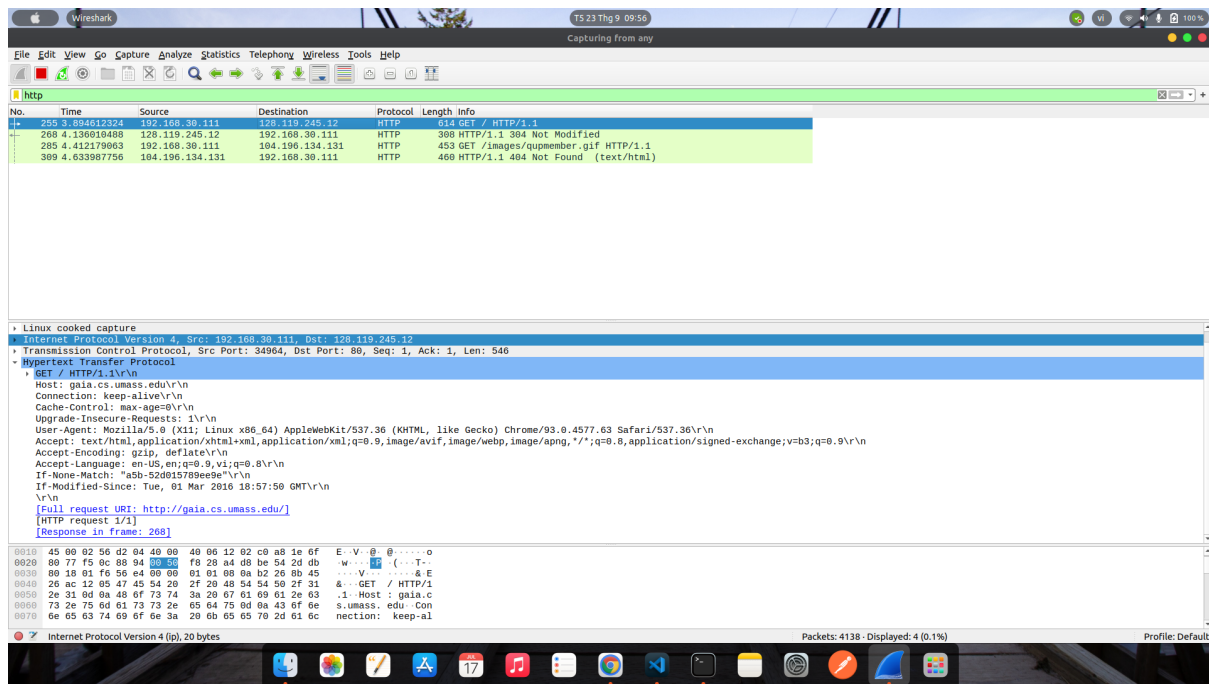 Wireshark
T5 23 Thg 9 09:56
vi
100 %
Capturing from any
File Edit View Go Capture Analyze Statistics Telephony Wireless Tools Help
http
No. Time Source Destination Protocol Length Info
255 3.894612324 192.168.30.111 128.119.245.12 HTTP 614 GET / HTTP/1.1
268 4.136010488 128.119.245.12 192.168.30.111 HTTP 308 HTTP/1.1 304 Not Modified
285 4.412179063 192.168.30.111 104.196.134.131 HTTP 453 GET /images/qupmember.gif HTTP/1.1
309 4.633987756 104.196.134.131 192.168.30.111 HTTP 460 HTTP/1.1 404 Not Found (text/html)
Linux cooked capture
Internet Protocol Version 4, Src: 192.168.30.111, Dst: 128.119.245.12
Transmission Control Protocol, Src Port: 34964, Dst Port: 80, Seq: 1, Ack: 1, Len: 546
Hypertext Transfer Protocol
GET / HTTP/1.1\r\n
Host: gaia.cs.umass.edu\r\n
Connection: keep-alive\r\n
Cache-Control: max-age=0\r\n
Upgrade-Insecure-Requests: 1\r\n
User-Agent: Mozilla/5.0 (X11; Linux x86_64) AppleWebKit/537.36 (KHTML, like Gecko) Chrome/93.0.4577.63 Safari/537.36\r\n
Accept: text/html,application/xhtml+xml,application/xml;q=0.9,image/avif,image/webp,image/apng,*/*;q=0.8,application/signed-exchange;v=b3;q=0.9\r\n
Accept-Encoding: gzip, deflate\r\n
Accept-Language: en-US,en;q=0.9,vi;q=0.8\r\n
If-None-Match: "a5b-52d015789ee9e"\r\n
If-Modified-Since: Tue, 01 Mar 2016 18:57:50 GMT\r\n
\r\n
[Full request URI: http://gaia.cs.umass.edu/]
[HTTP request 1/1]
[Response in frame: 268]
0010 45 00 02 56 d2 04 40 00 40 06 12 02 c0 a8 1e 6f E··V··@· @······o
0020 80 77 f5 0c 88 94 00 50 f8 28 a4 d8 be 54 2d db ·w·····P ·(···T-·
0030 80 18 01 f6 56 e4 00 00 01 01 08 0a b2 26 8b 45 ····V··· ·····&·E
0040 26 ac 12 05 47 45 54 20 2f 20 48 54 54 50 2f 31 &···GET / HTTP/1
0050 2e 31 0d 0a 48 6f 73 74 3a 20 67 61 69 61 2e 63 .1··Host : gaia.c
0060 73 2e 75 6d 61 73 73 2e 65 64 75 0d 0a 43 6f 6e s.umass. edu··Con
0070 6e 65 63 74 69 6f 6e 3a 20 6b 65 65 70 2d 61 6c nection: keep-al
Internet Protocol Version 4 (ip), 20 bytes
Packets: 4138 · Displayed: 4 (0.1%)
Profile: Default
JUL
17